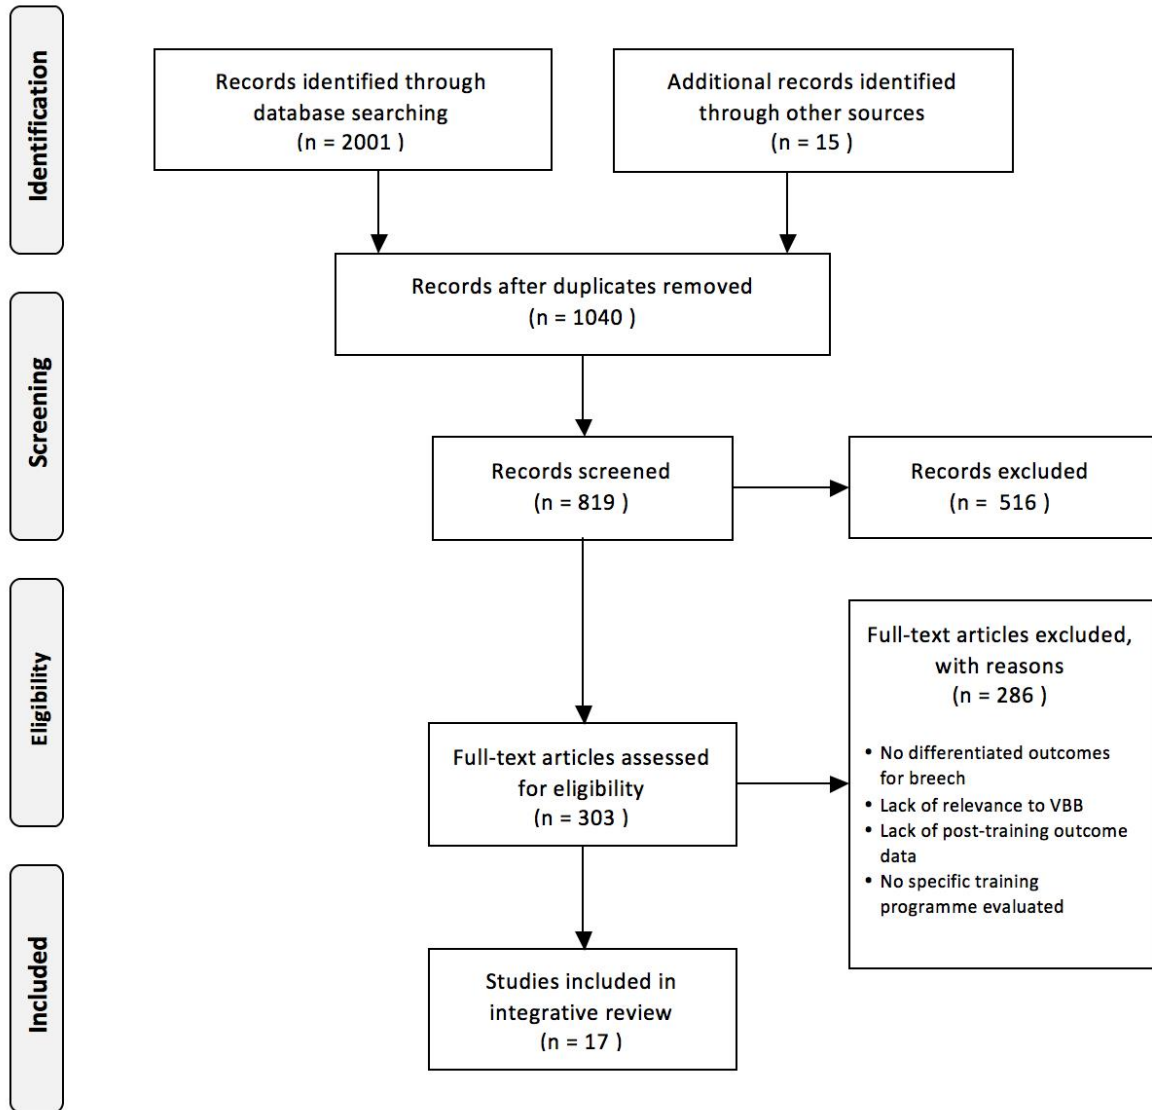 Identification
Records identified through
database searching
(n = 2001 )
Additional records identified
through other sources
(n = 15 )
Records after duplicates removed
(n = 1040 )
Screening
Records screened
(n = 819 )
Records excluded
(n = 516 )
Eligibility
Full-text articles assessed
for eligibility
(n = 303 )
Full-text articles excluded,
with reasons
(n = 286 )
• No differentiated outcomes
for breech
• Lack of relevance to VBB
• Lack of post-training outcome
data
• No specific training
programme evaluated
Included
Studies included in
integrative review
(n = 17 )